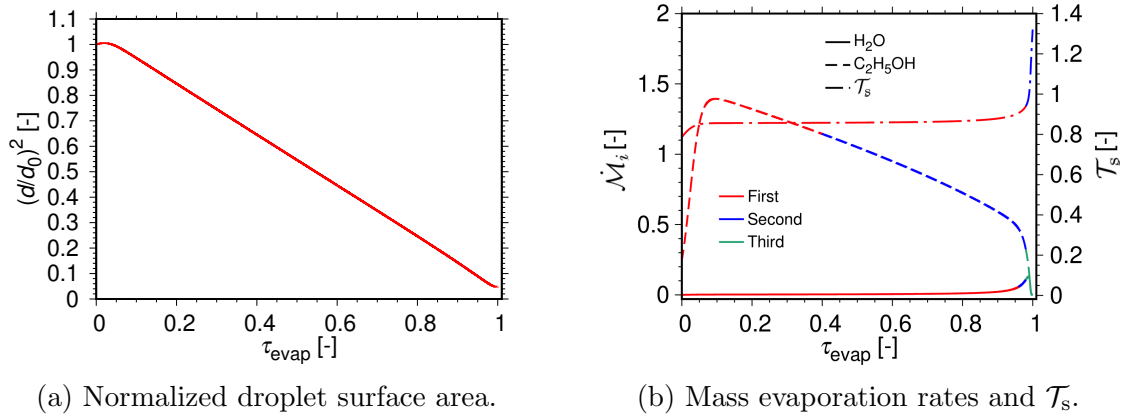 1.1
1
0.9
0.8
0.7
0.6
0.5
0.4
0.3
0.2
0.1
0
(d/d₀)² [-]
0 0.2 0.4 0.6 0.8 1
τevap [-]
(a) Normalized droplet surface area.
2
1.5
1
0.5
0
Ṁᵢ [-]
H₂O
C₂H₅OH
𝒯s
First
Second
Third
1.4
1.2
1
0.8
0.6
0.4
0.2
0
𝒯s [-]
0 0.2 0.4 0.6 0.8 1
τevap [-]
(b) Mass evaporation rates and 𝒯s.